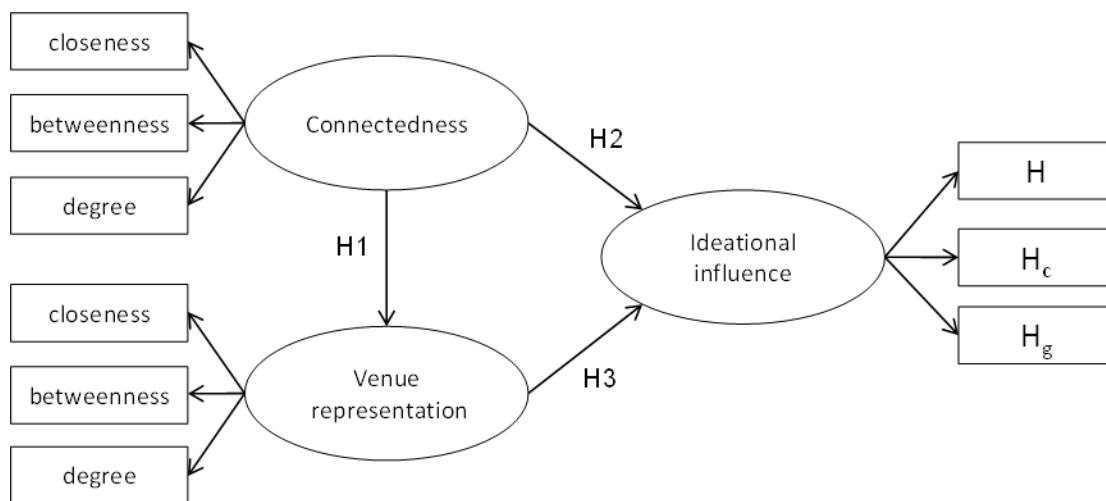 closeness
betweenness
degree
Connectedness
H1
H2
closeness
betweenness
degree
Venue
representation
H3
Ideational
influence
H
Hc
Hg